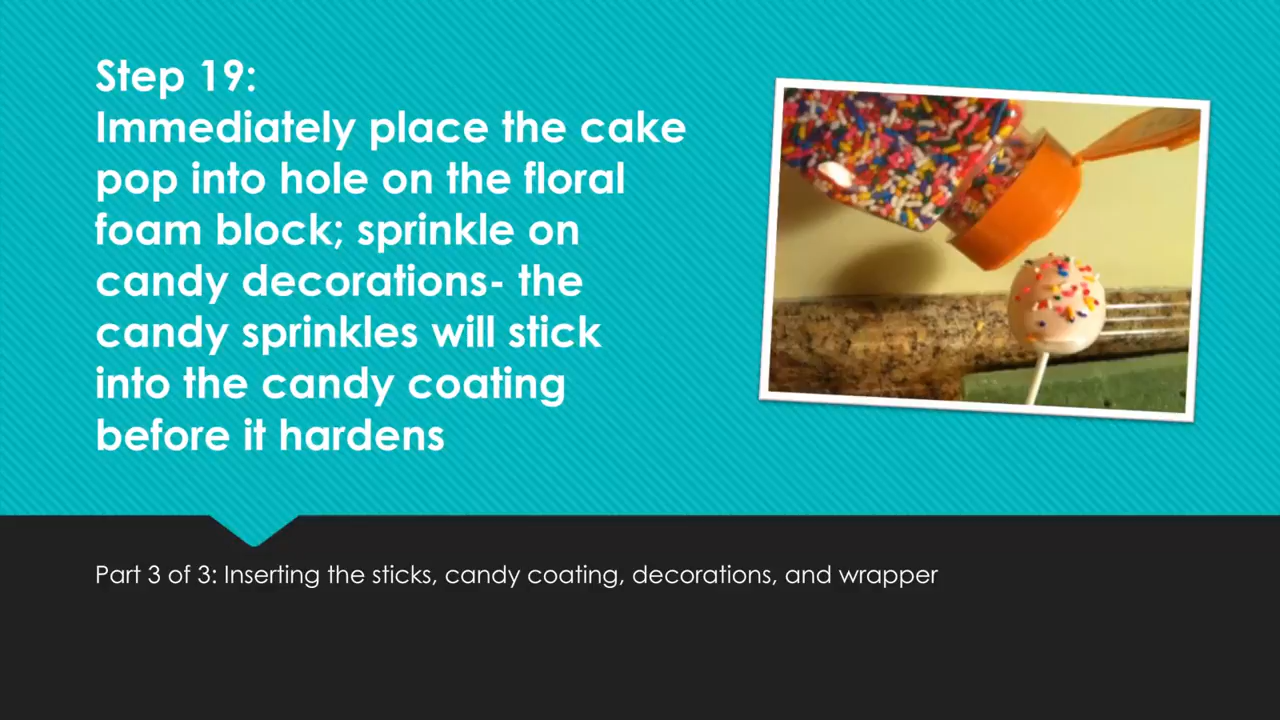 Step 19:
Immediately place the cake
pop into hole on the floral
foam block; sprinkle on
candy decorations- the
candy sprinkles will stick
into the candy coating
before it hardens
Part 3 of 3: Inserting the sticks, candy coating, decorations, and wrapper